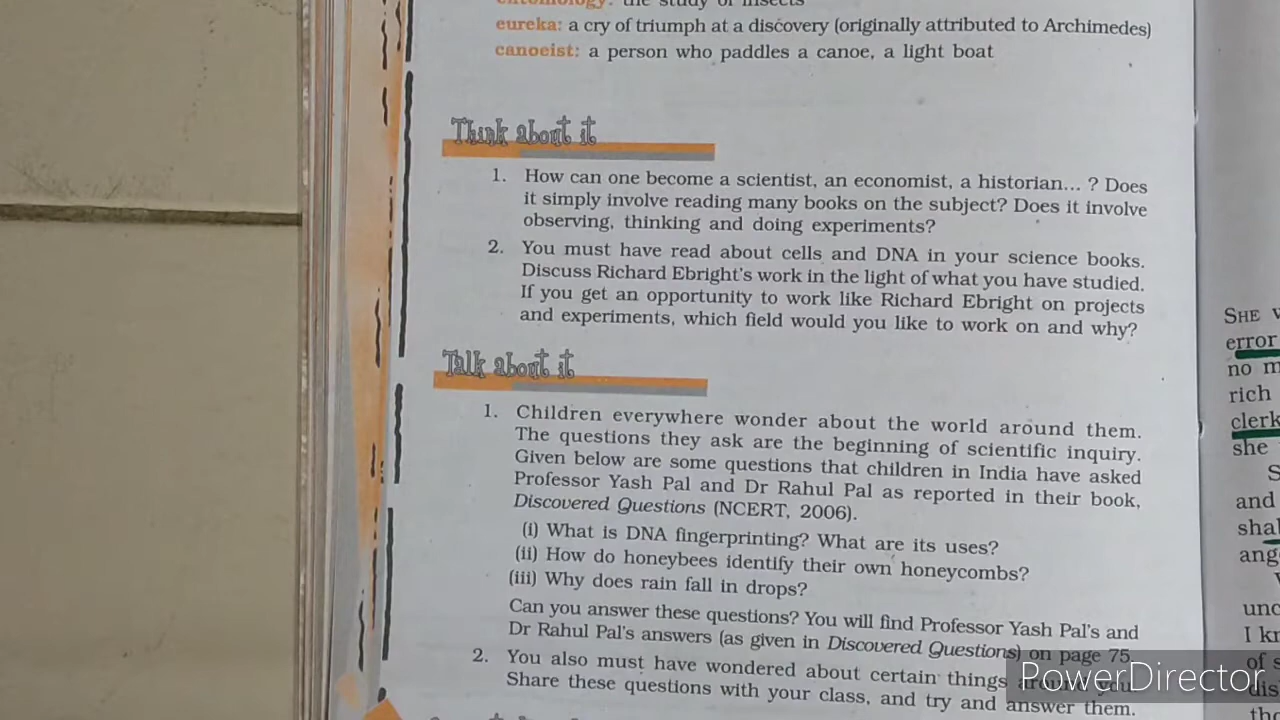 entomology: the study of insects
eureka: a cry of triumph at a discovery (originally attributed to Archimedes)
canoeist: a person who paddles a canoe, a light boat
Think about it
1. How can one become a scientist, an economist, a historian... ? Does
it simply involve reading many books on the subject? Does it involve
observing, thinking and doing experiments?
2. You must have read about cells and DNA in your science books.
Discuss Richard Ebright's work in the light of what you have studied.
If you get an opportunity to work like Richard Ebright on projects
and experiments, which field would you like to work on and why?
Talk about it
1. Children everywhere wonder about the world around them.
The questions they ask are the beginning of scientific inquiry.
Given below are some questions that children in India have asked
Professor Yash Pal and Dr Rahul Pal as reported in their book,
Discovered Questions (NCERT, 2006).
(i) What is DNA fingerprinting? What are its uses?
(ii) How do honeybees identify their own honeycombs?
(iii) Why does rain fall in drops?
Can you answer these questions? You will find Professor Yash Pal's and
Dr Rahul Pal's answers (as given in Discovered Questions) on page 75.
2. You also must have wondered about certain things around you.
Share these questions with your class, and try and answer them.
SHE
error
no
rich
clerk
she
and
I
of
PowerDirector